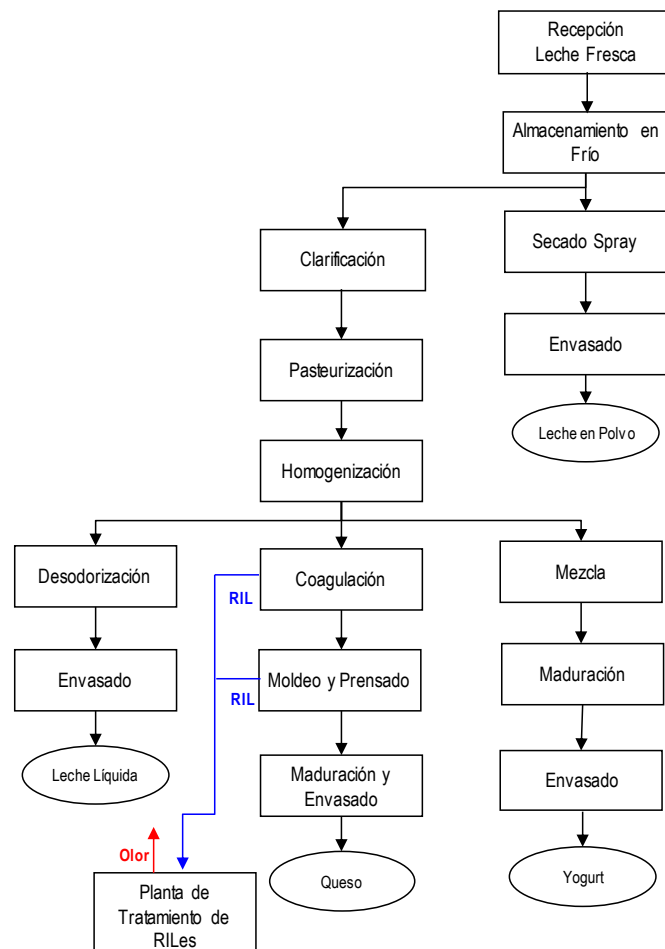 Recepción
Leche Fresca
Almacenamiento en
Frío
Clarificación
Secado Spray
Pasteurización
Envasado
Leche en Polvo
Homogenización
Desodorización
Coagulación
Mezcla
RIL
Envasado
Moldeo y Prensado
Maduración
RIL
Leche Líquida
Maduración y
Envasado
Envasado
Olor
Queso
Yogurt
Planta de
Tratamiento de
RILes